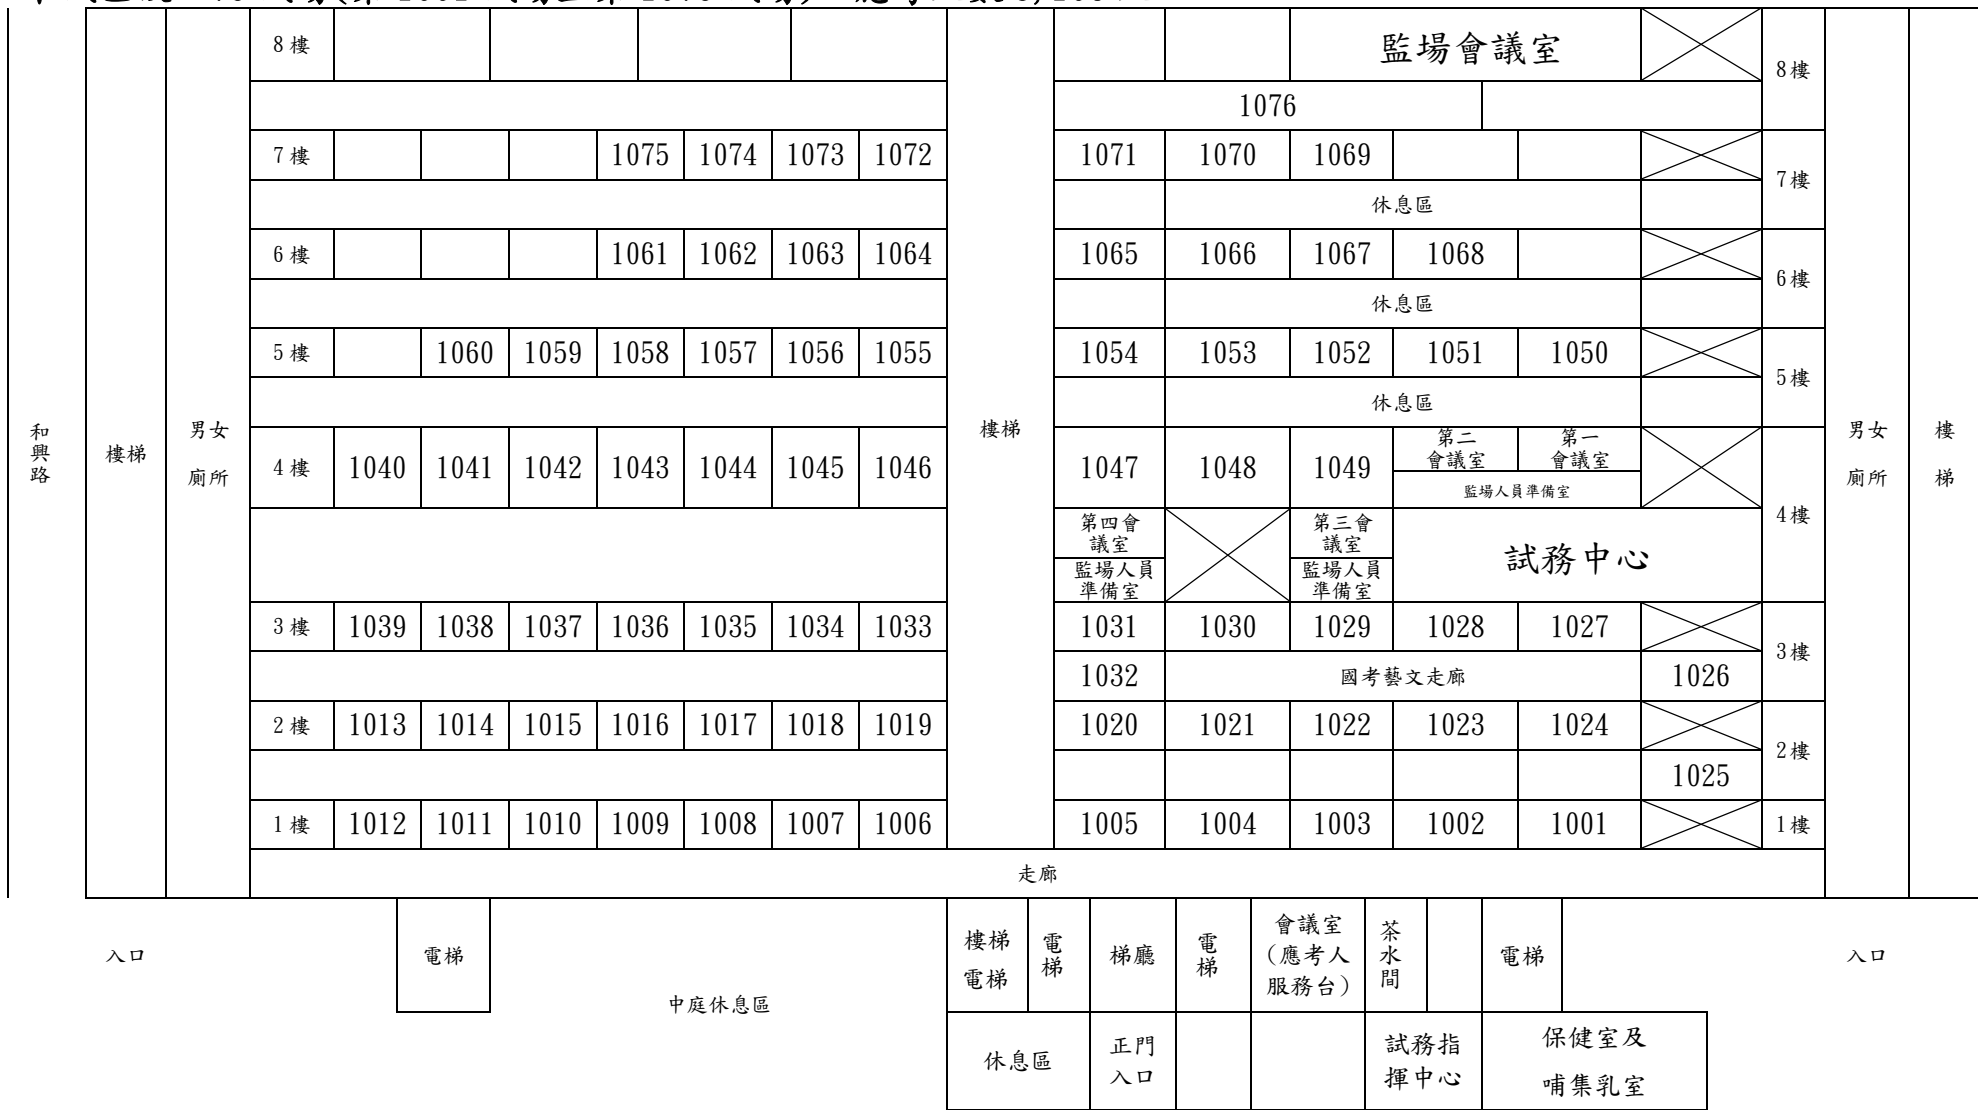 8樓
監場會議室
8樓
1076
7樓 1075 1074 1073 1072 1071 1070 1069
7樓
休息區
6樓 1061 1062 1063 1064 1065 1066 1067 1068
6樓
休息區
5樓 1060 1059 1058 1057 1056 1055 1054 1053 1052 1051 1050
5樓
休息區
和興路
樓梯
男女
廁所
樓梯
男女
廁所
樓
梯
4樓 1040 1041 1042 1043 1044 1045 1046 1047 1048 1049
第二
會議室
第一
會議室
監場人員準備室
4樓
第四會
議室
監場人員
準備室
第三會
議室
監場人員
準備室
試務中心
3樓 1039 1038 1037 1036 1035 1034 1033 1031 1030 1029 1028 1027
3樓
1032 國考藝文走廊 1026
2樓 1013 1014 1015 1016 1017 1018 1019 1020 1021 1022 1023 1024
2樓
1025
1樓 1012 1011 1010 1009 1008 1007 1006 1005 1004 1003 1002 1001 1樓
走廊
入口
電梯
中庭休息區
樓梯
電梯
電梯
梯廳
電梯
會議室
(應考人
服務台)
茶水間
電梯
入口
休息區
正門
入口
試務指
揮中心
保健室及
哺集乳室